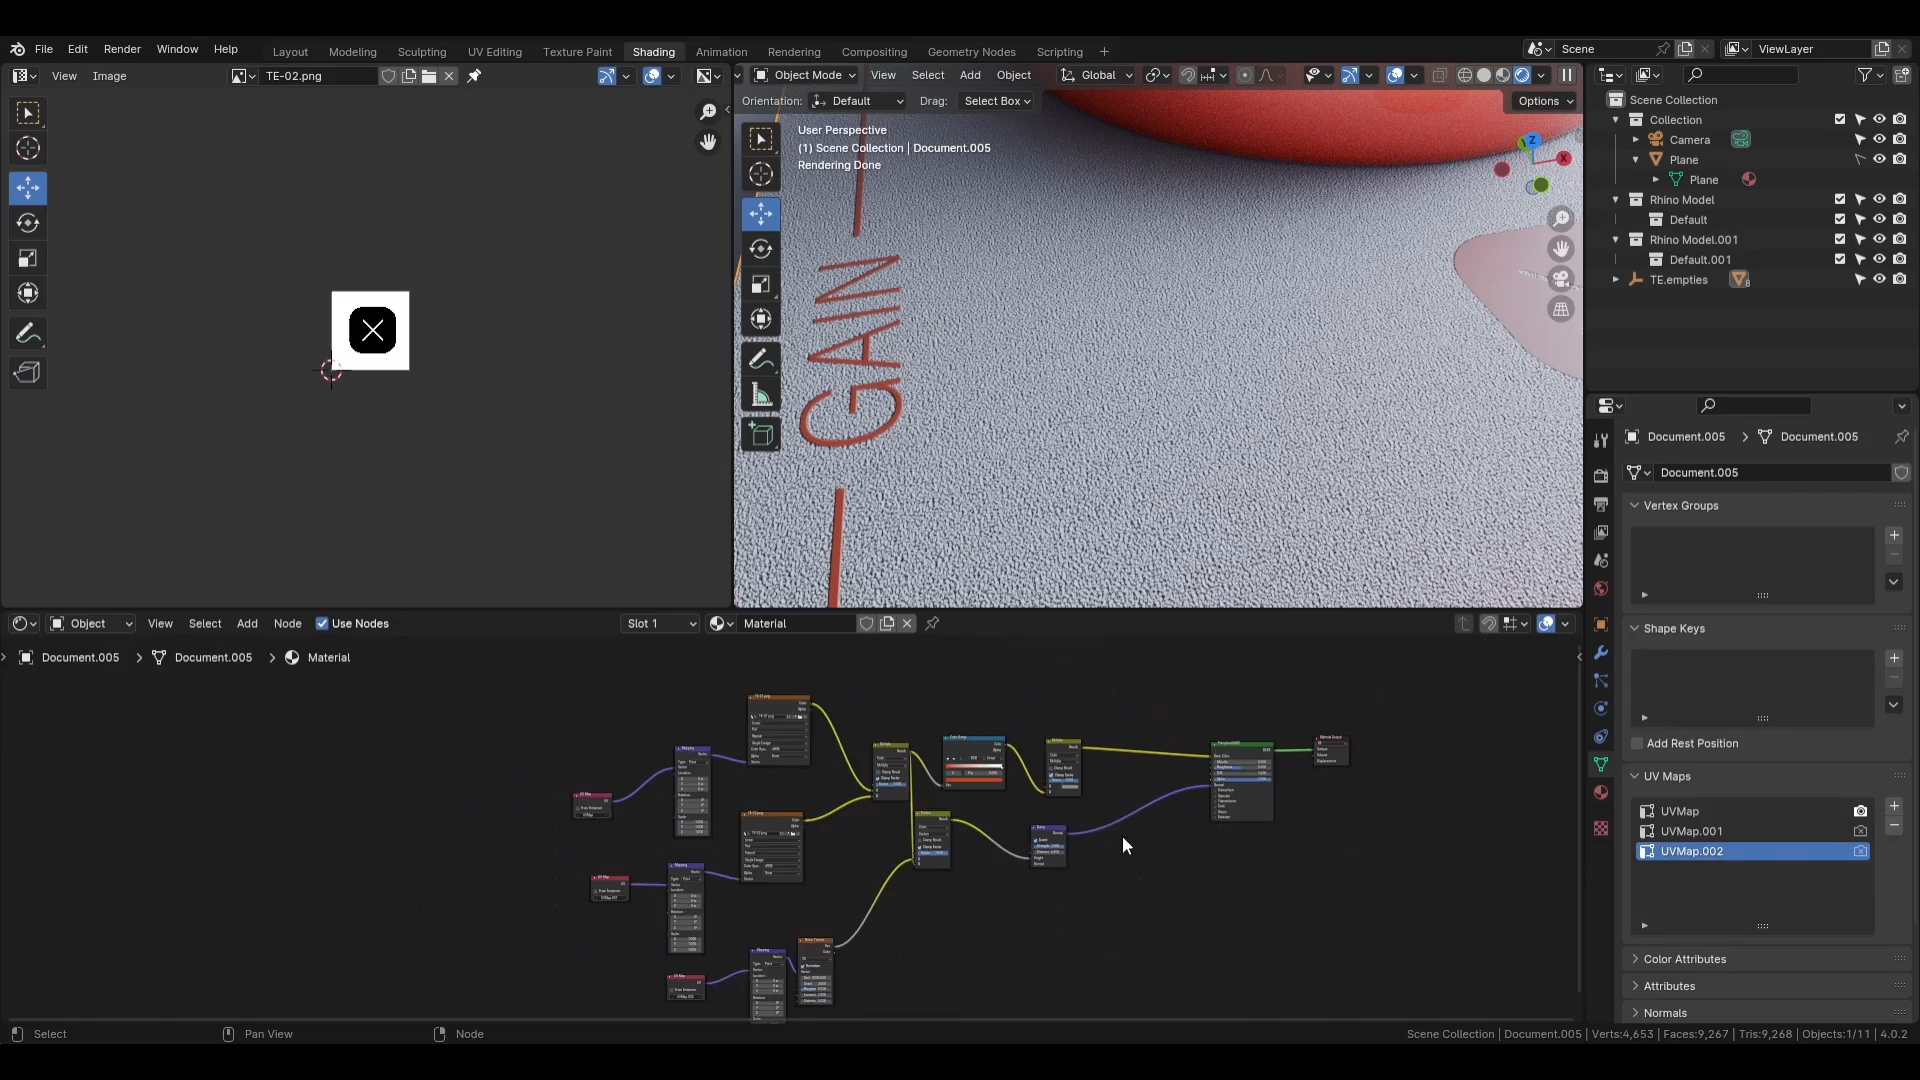 File Edit Render Window Help
Layout Modeling Sculpting UV Editing Texture Paint Shading Animation Rendering Compositing Geometry Nodes Scripting +
Scene
ViewLayer
View Image
TE-02.png
Object Mode
View Select Add Object
Global
Orientation: Default
Drag: Select Box
Options
User Perspective
(1) Scene Collection | Document.005
Rendering Done
GAIN
Z
X
Scene Collection
Collection
Camera
Plane
Plane
Rhino Model
Default
Rhino Model.001
Default.001
TE.empties
8
Document.005 > Document.005
Document.005
Vertex Groups
Shape Keys
Add Rest Position
UV Maps
UVMap
UVMap.001
UVMap.002
Color Attributes
Attributes
Normals
Object
View Select Add Node
Use Nodes
Slot 1
Material
Document.005 > Document.005 > Material
Select
Pan View
Node
Scene Collection | Document.005 | Verts:4,653 | Faces:9,267 | Tris:9,268 | Objects:1/11 | 4.0.2